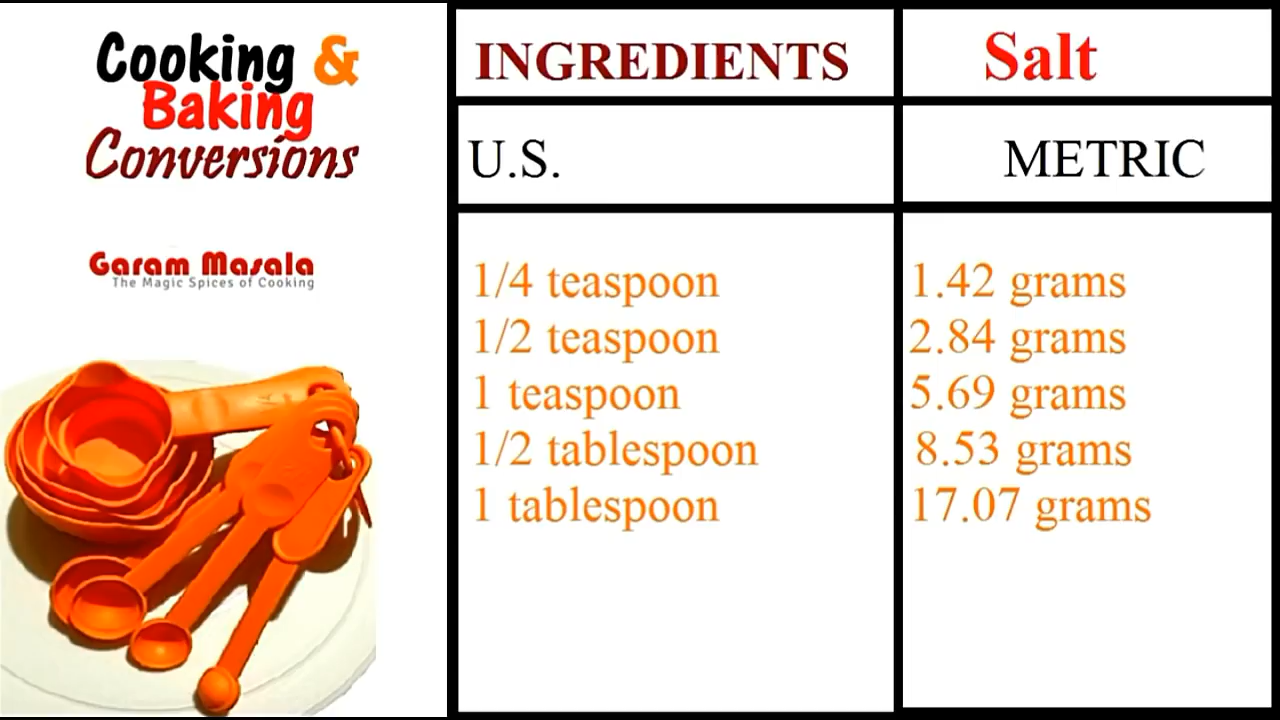 Cooking &
Baking
Conversions
Garam Masala
The Magic Spices of Cooking
INGREDIENTS Salt
U.S. METRIC
1/4 teaspoon 1.42 grams
1/2 teaspoon 2.84 grams
1 teaspoon 5.69 grams
1/2 tablespoon 8.53 grams
1 tablespoon 17.07 grams